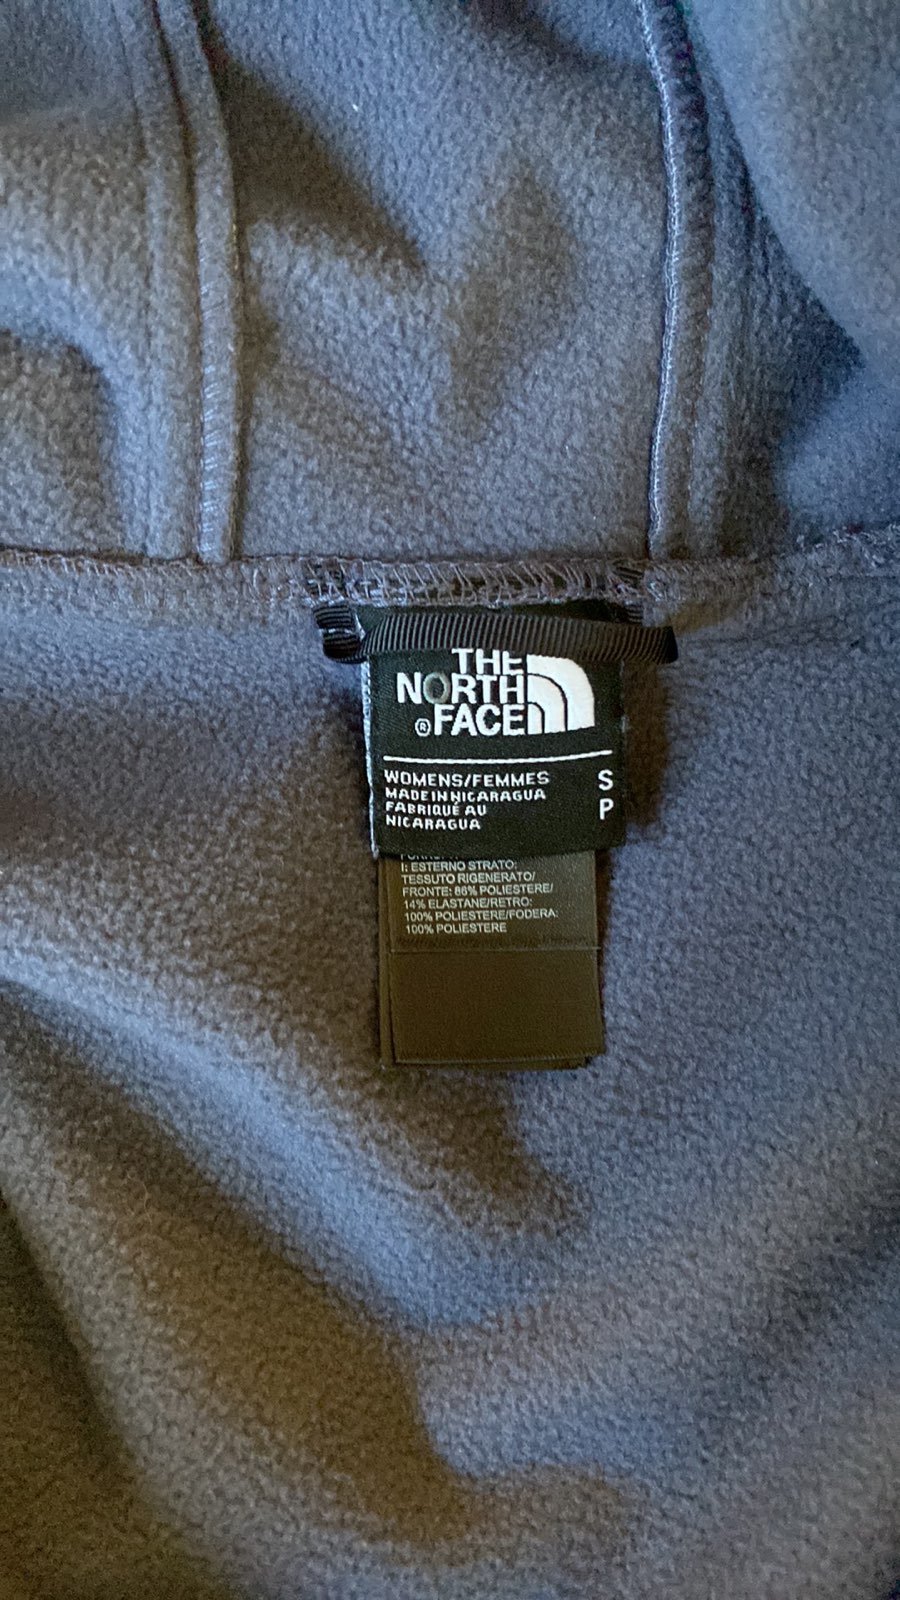 THE
NORTH
® FACE
WOMENS/FEMMES S
MADE IN NICARAGUA
FABRIQUÉ AU P
NICARAGUA
I: ESTERNO STRATO:
TESSUTO RIGENERATO/
FRONTE: 86% POLIESTERE/
14% ELASTANE/RETRO:
100% POLIESTERE/FODERA:
100% POLIESTERE